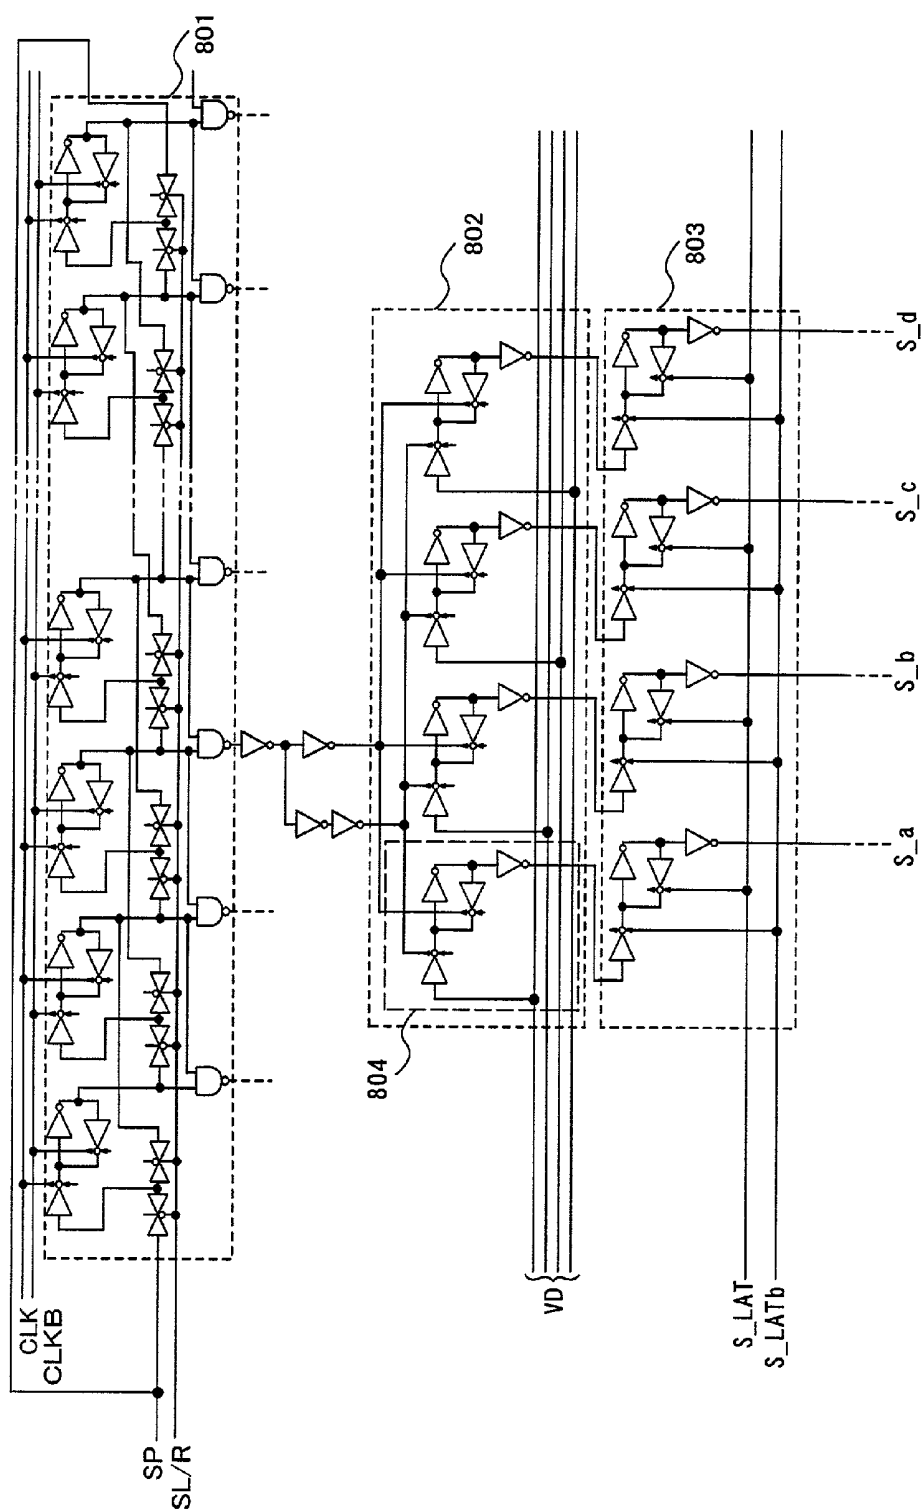 801
802
803
804
CLK
CLKB
SP
SL/R
VD
S_LAT
S_LATb
S_a
S_b
S_c
S_d